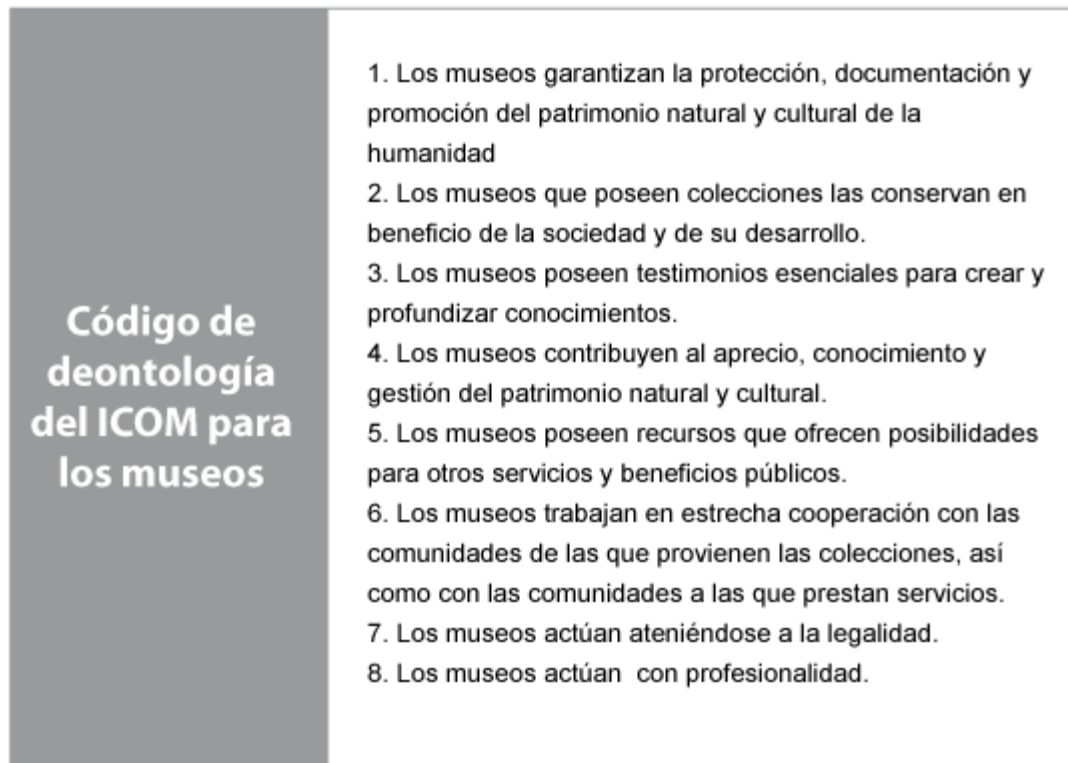 Código de
deontología
del ICOM para
los museos
1. Los museos garantizan la protección, documentación y
promoción del patrimonio natural y cultural de la
humanidad
2. Los museos que poseen colecciones las conservan en
beneficio de la sociedad y de su desarrollo.
3. Los museos poseen testimonios esenciales para crear y
profundizar conocimientos.
4. Los museos contribuyen al aprecio, conocimiento y
gestión del patrimonio natural y cultural.
5. Los museos poseen recursos que ofrecen posibilidades
para otros servicios y beneficios públicos.
6. Los museos trabajan en estrecha cooperación con las
comunidades de las que provienen las colecciones, así
como con las comunidades a las que prestan servicios.
7. Los museos actúan ateniéndose a la legalidad.
8. Los museos actúan  con profesionalidad.